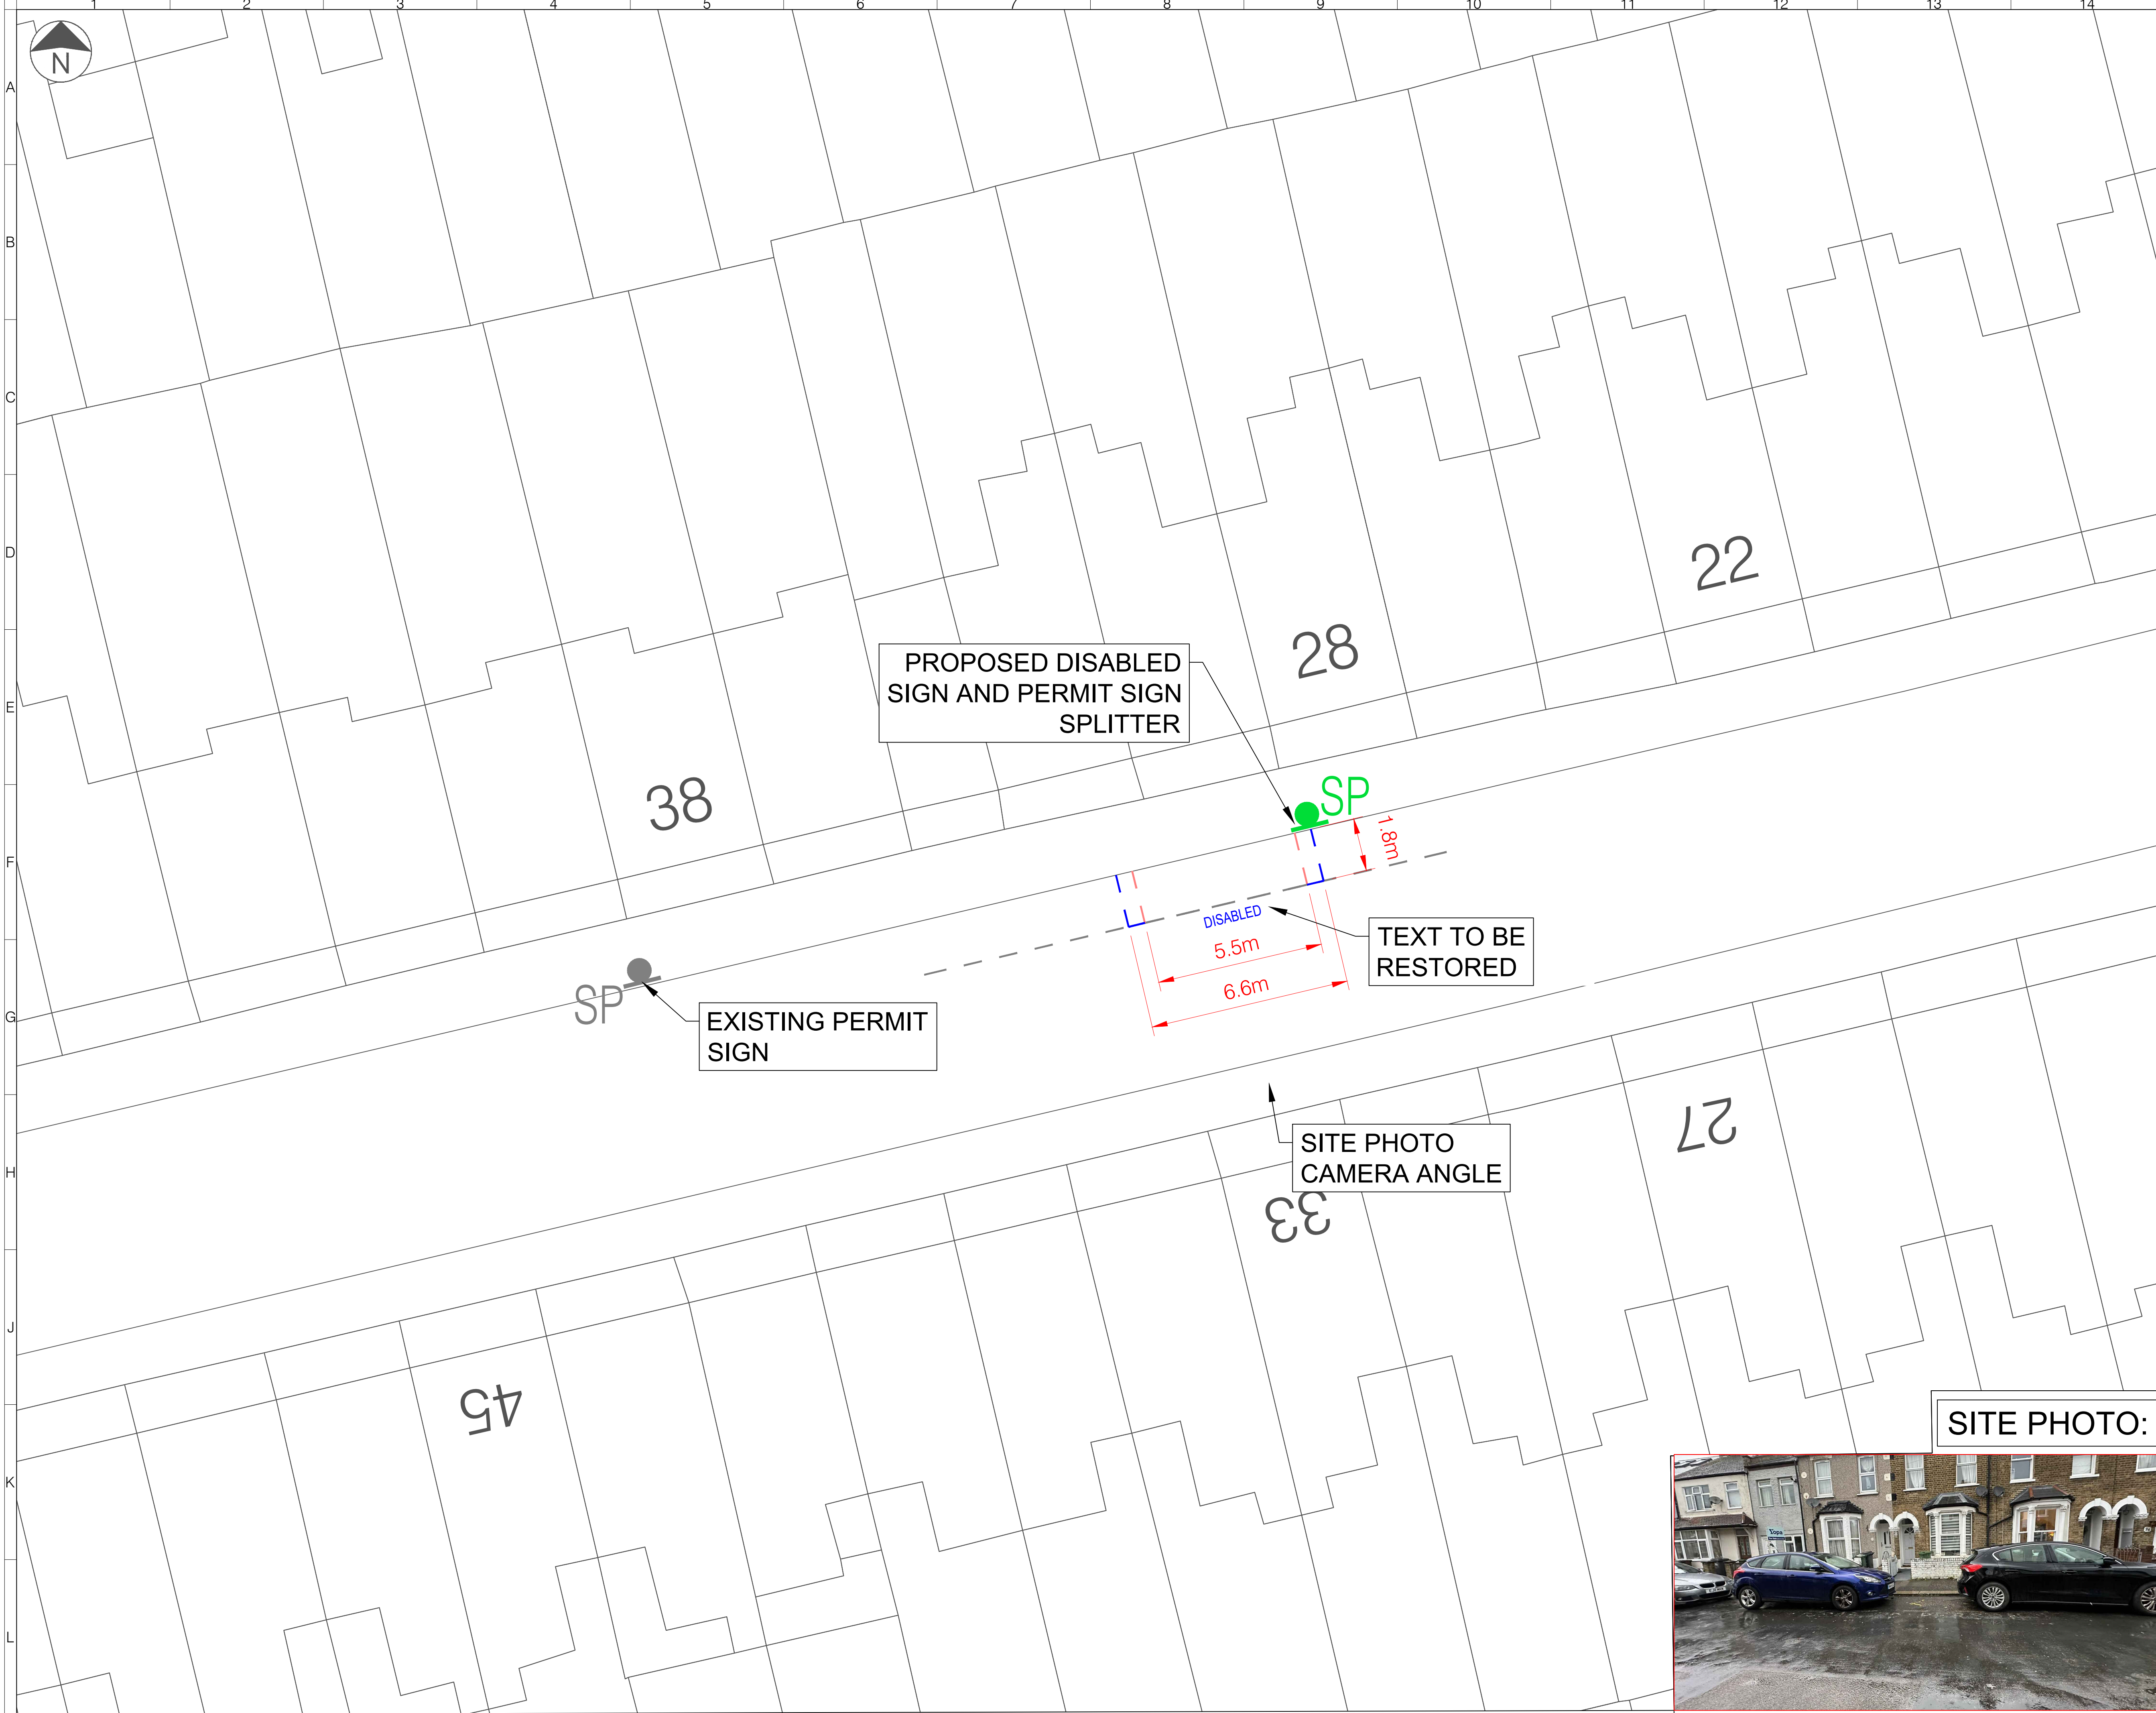 1 2 3 4 5 6 7 8 9 10 11 12 13 14
N
A
B
C
D
E
F
G
H
J
K
L
22
28
PROPOSED DISABLED
SIGN AND PERMIT SIGN
SPLITTER
38
SP
1.8m
DISABLED
TEXT TO BE
RESTORED
5.5m
6.6m
SP
EXISTING PERMIT
SIGN
27
SITE PHOTO
CAMERA ANGLE
33
45
SITE PHOTO:
Yopa